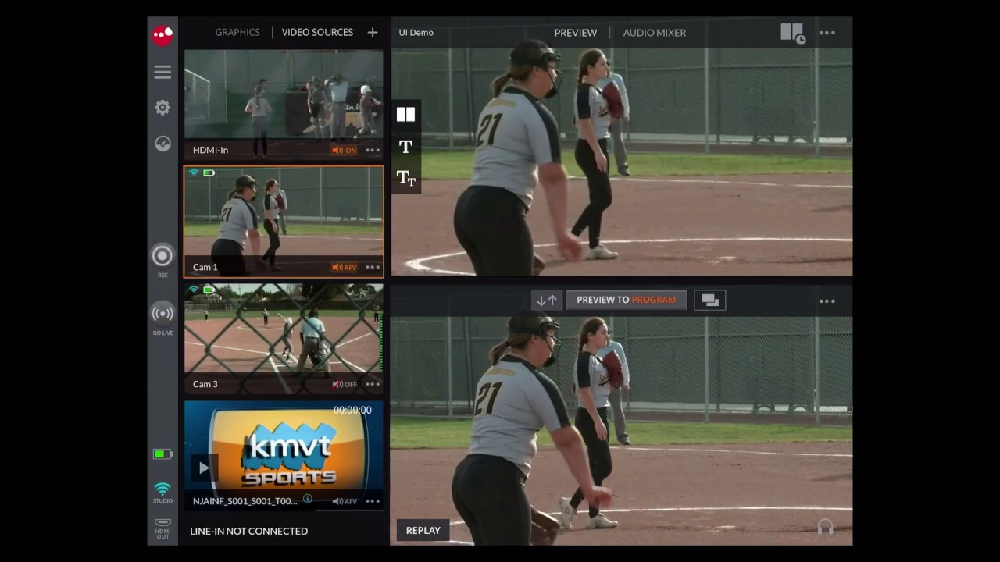 GRAPHICS
VIDEO SOURCES
UI Demo
PREVIEW
AUDIO MIXER
HDMI-In
ON
T
TT
21
Cam 1
AFV
21
REC
PREVIEW TO PROGRAM
GO LIVE
Cam 3
OFF
21
00:00:00
kmvt
SPORTS
NJAINF_S001_S001_T00...
AFV
STUDIO
HDMI
OUT
LINE-IN NOT CONNECTED
REPLAY